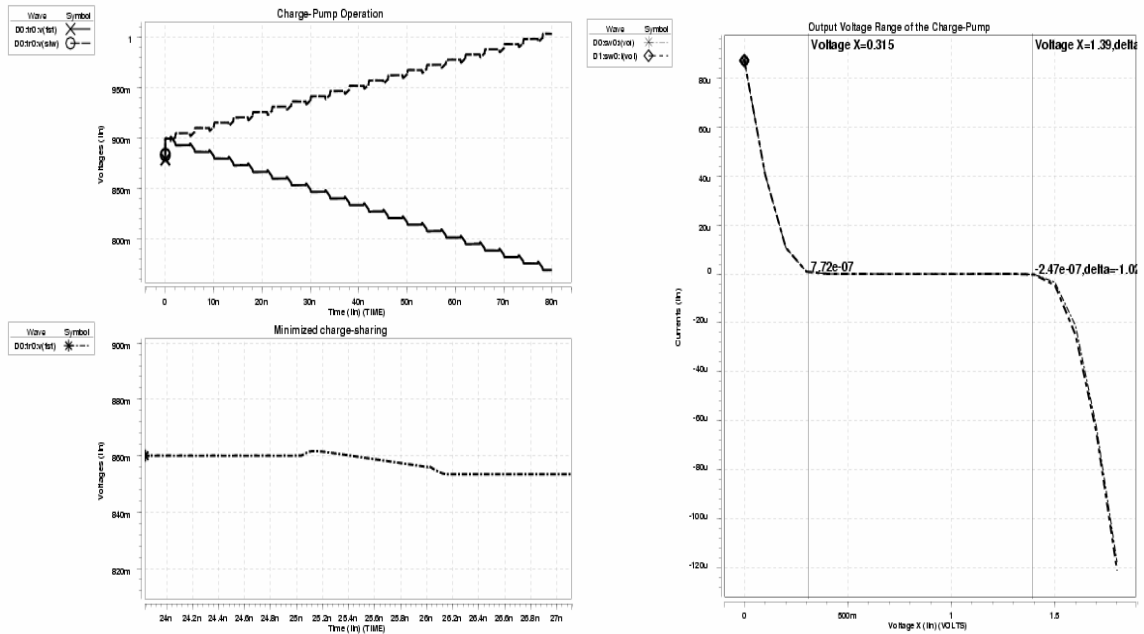 Charge-Pump Operation
Wave Symbol
D0:tr0:v(fst)
D0:tr0:v(slw)
Voltages (lin)
1
950m
900m
850m
800m
0 10n 20n 30n 40n 50n 60n 70n 80n
Time (lin) (TIME)
Minimized charge-sharing
Wave Symbol
D0:tr0:v(fst)
Voltages (lin)
900m
880m
860m
840m
820m
24n 24.2n 24.4n 24.6n 24.8n 25n 25.2n 25.4n 25.6n 25.8n 26n 26.2n 26.4n 26.6n 26.8n 27n
Time (lin) (TIME)
Output Voltage Range of the Charge-Pump
Wave Symbol
D0:sw0:i(vol)
D1:sw0:i(vol)
Voltage X=0.315
Voltage X=1.39,delta
Currents (lin)
80u
60u
40u
20u
0
-20u
-40u
-60u
-80u
-100u
-120u
7.72e-07
-2.47e-07,delta=-1.02
0 500m 1 1.5
Voltage X (lin) (VOLTS)